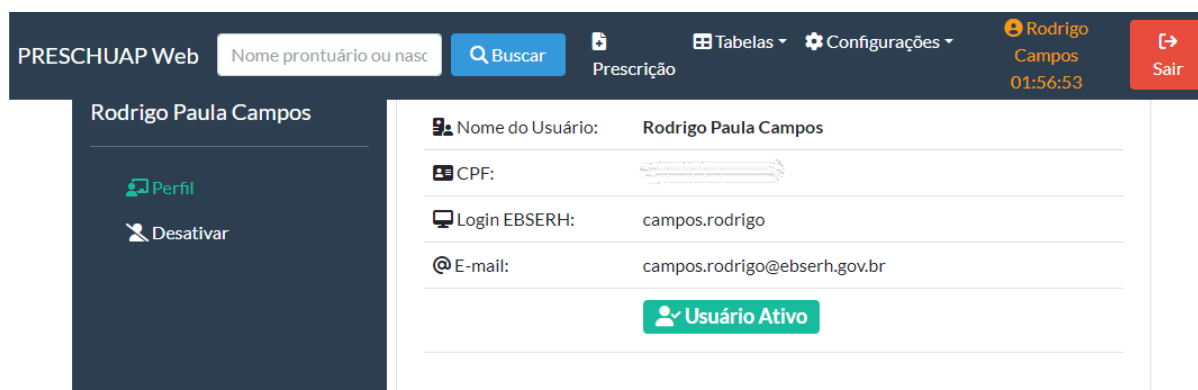 PRESCHUAP Web
Nome prontuário ou nasc
Buscar
Prescrição
Tabelas
Configurações
Rodrigo
Campos
01:56:53
Sair
Rodrigo Paula Campos
Perfil
Desativar
Nome do Usuário: Rodrigo Paula Campos
CPF:
Login EBSERH: campos.rodrigo
E-mail: campos.rodrigo@ebserh.gov.br
Usuário Ativo